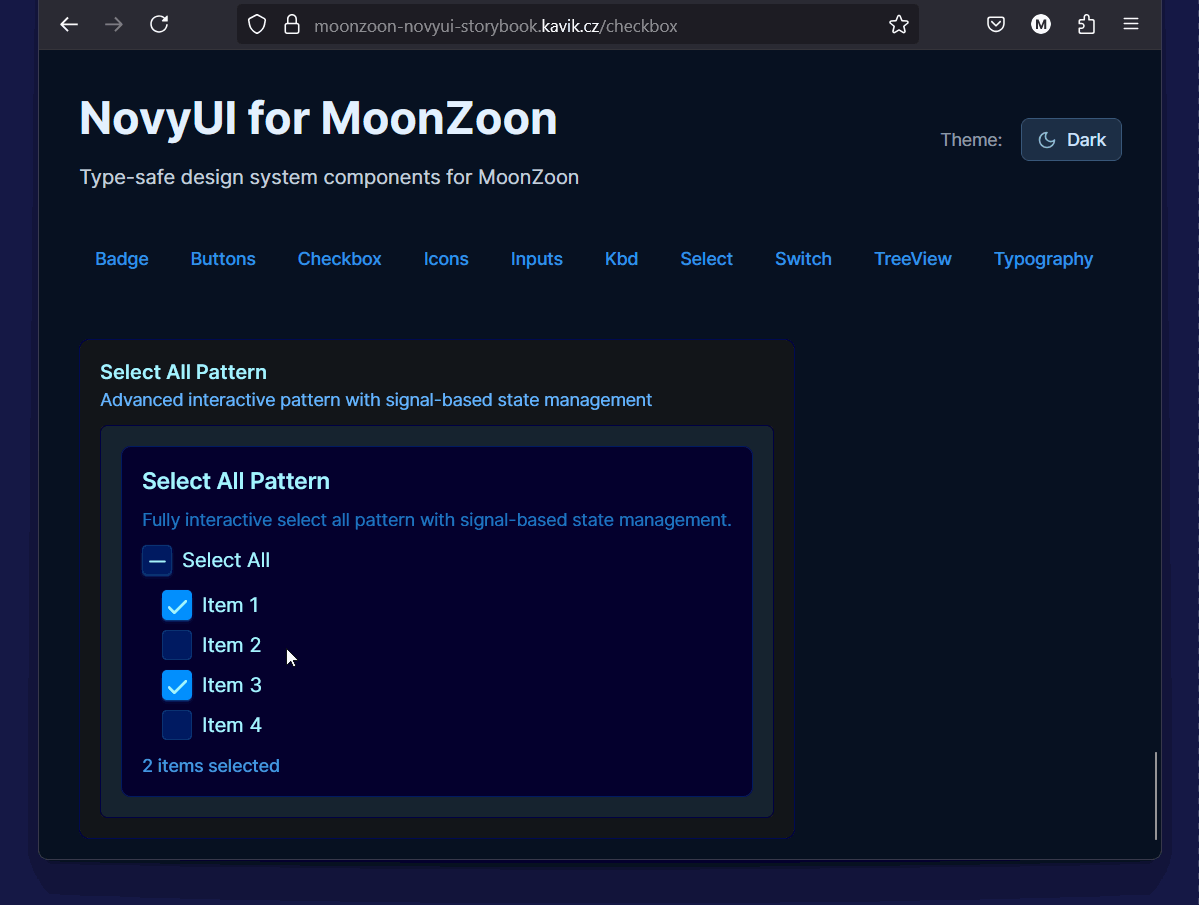 moonzoon-novyui-storybook.kavik.cz/checkbox
M
NovyUI for MoonZoon
Theme:
Dark
Type-safe design system components for MoonZoon
Badge Buttons Checkbox Icons Inputs Kbd Select Switch TreeView Typography
Select All Pattern
Advanced interactive pattern with signal-based state management
Select All Pattern
Fully interactive select all pattern with signal-based state management.
Select All
Item 1
Item 2
Item 3
Item 4
2 items selected